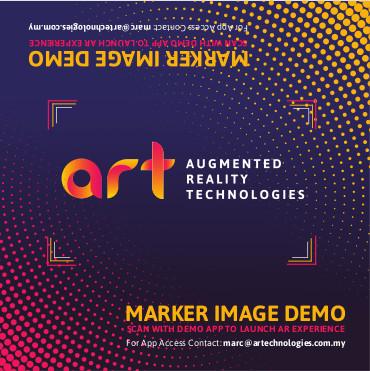 For App Access Contact: marc@artechnologies.com.my
SCAN WITH DEMO APP TO LAUNCH AR EXPERIENCE
MARKER IMAGE DEMO
art
AUGMENTED
REALITY
TECHNOLOGIES
MARKER IMAGE DEMO
SCAN WITH DEMO APP TO LAUNCH AR EXPERIENCE
For App Access Contact: marc@artechnologies.com.my